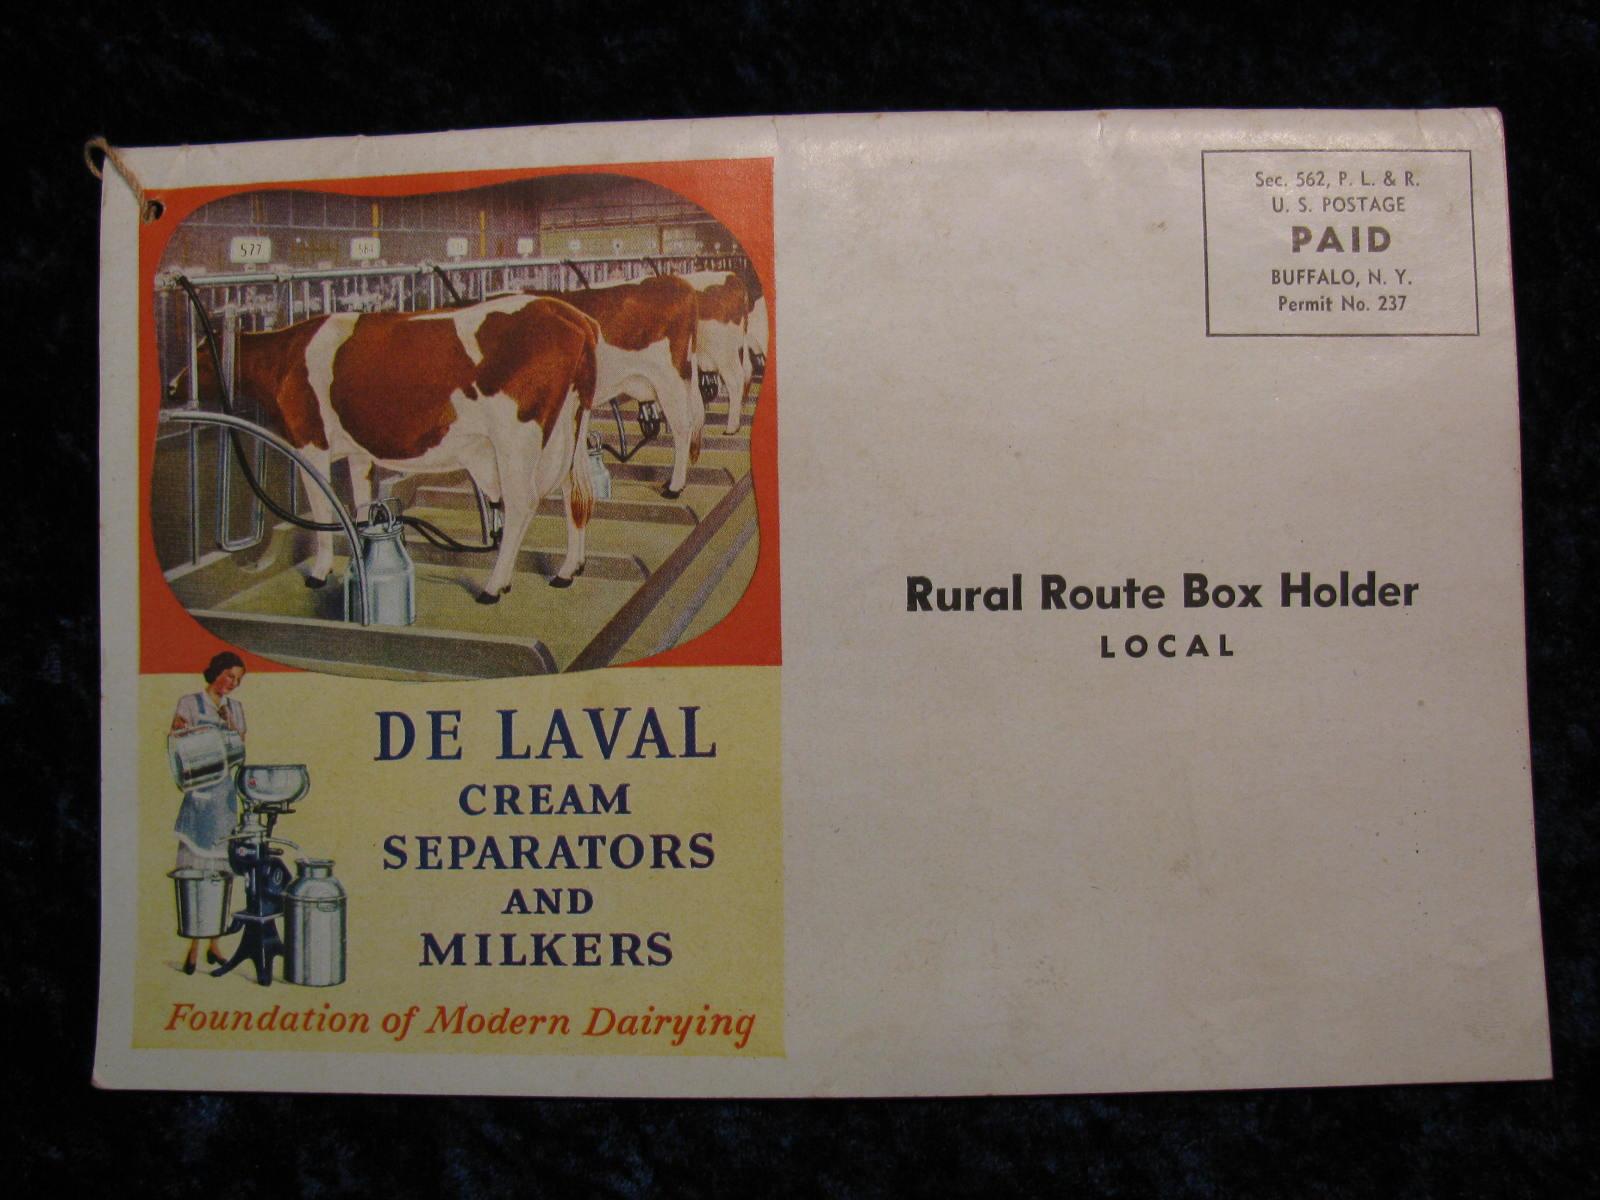 577
Sec. 562, P. L. & R.
U. S. POSTAGE
PAID
BUFFALO, N. Y.
Permit No. 237
Rural Route Box Holder
LOCAL
DE LAVAL
CREAM
SEPARATORS
AND
MILKERS
Foundation of Modern Dairying